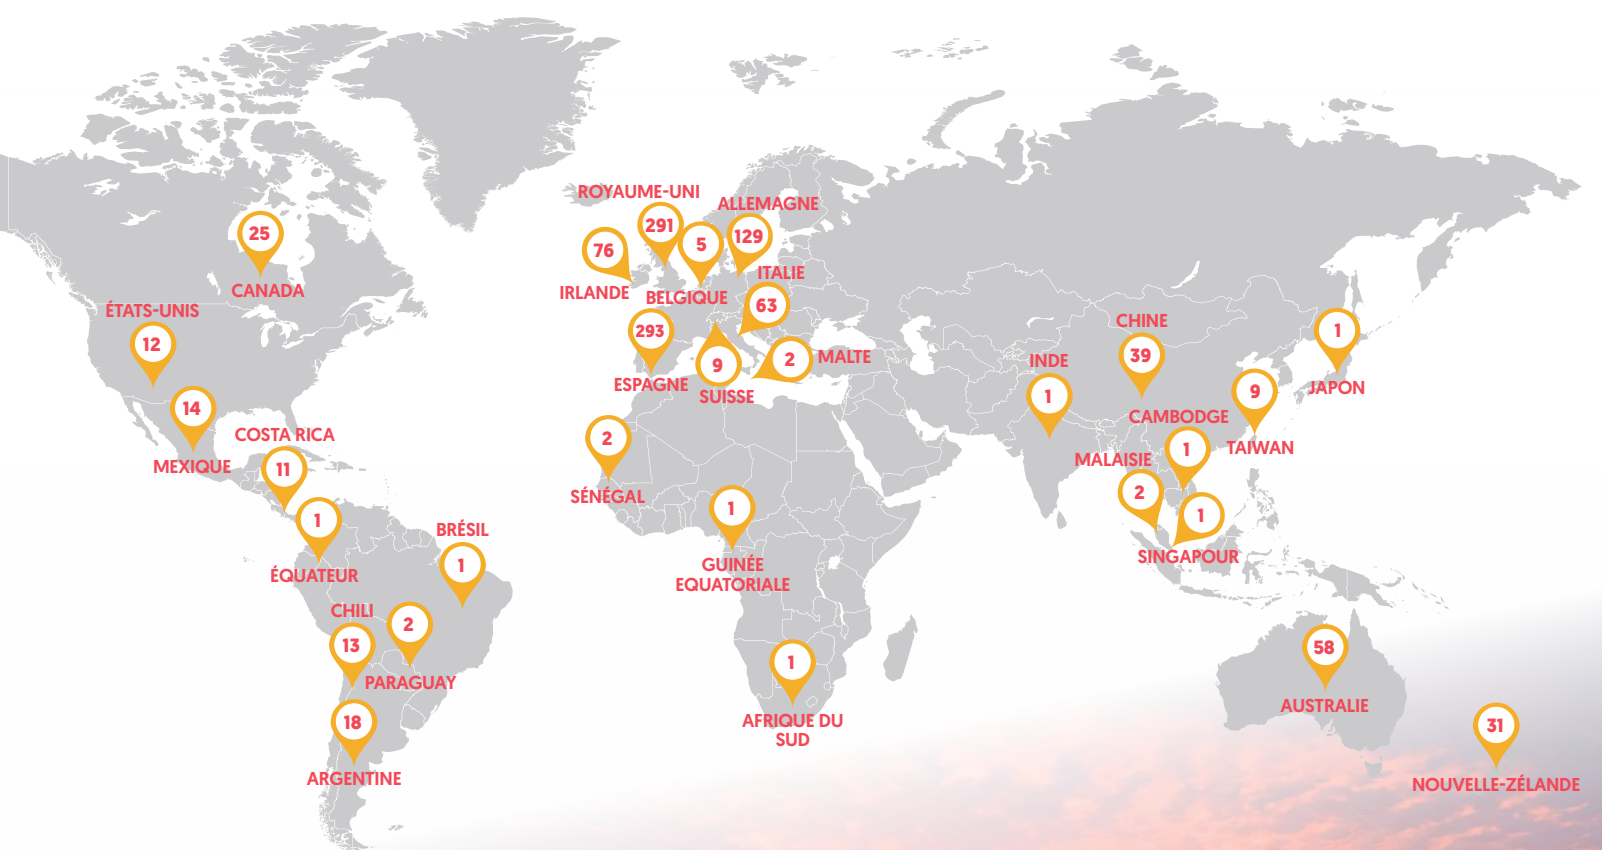 ROYAUME-UNI
291
ALLEMAGNE
129
5
BELGIQUE
76
IRLANDE
ITALIE
63
25
CANADA
ÉTATS-UNIS
12
293
ESPAGNE
9
SUISSE
2
MALTE
14
MEXIQUE
COSTA RICA
11
1
ÉQUATEUR
BRÉSIL
1
CHILI
13
2
PARAGUAY
18
ARGENTINE
2
SÉNÉGAL
1
GUINÉE
EQUATORIALE
1
AFRIQUE DU
SUD
INDE
1
CHINE
39
1
JAPON
9
TAIWAN
CAMBODGE
1
MALAISIE
2
1
SINGAPOUR
58
AUSTRALIE
31
NOUVELLE-ZÉLANDE